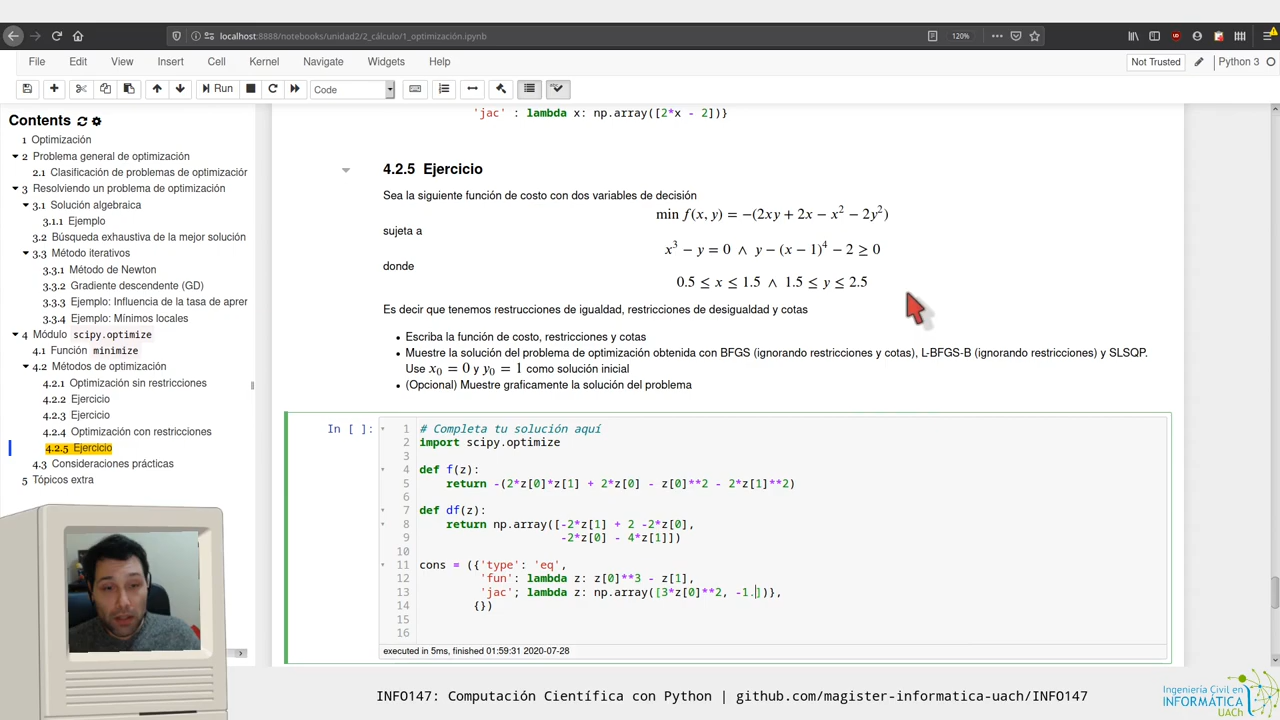 localhost:8888/notebooks/unidad2/2_cálculo/1_optimización.ipynb
120%
File Edit View Insert Cell Kernel Navigate Widgets Help
Not Trusted
Python 3
Run
Code
Contents
1 Optimización
2 Problema general de optimización
2.1 Clasificación de problemas de optimización
3 Resolviendo un problema de optimización
3.1 Solución algebraica
3.1.1 Ejemplo
3.2 Búsqueda exhaustiva de la mejor solución
3.3 Método iterativos
3.3.1 Método de Newton
3.3.2 Gradiente descendente (GD)
3.3.3 Ejemplo: Influencia de la tasa de aprer
3.3.4 Ejemplo: Mínimos locales
4 Módulo scipy.optimize
4.1 Función minimize
4.2 Métodos de optimización
4.2.1 Optimización sin restricciones
4.2.2 Ejercicio
4.2.3 Ejercicio
4.2.4 Optimización con restricciones
4.2.5 Ejercicio
4.3 Consideraciones prácticas
5 Tópicos extra
'jac' : lambda x: np.array([2*x - 2])}
4.2.5 Ejercicio
Sea la siguiente función de costo con dos variables de decisión
min f(x, y) = −(2xy + 2x − x² − 2y²)
sujeta a
x³ − y = 0 ∧ y − (x − 1)⁴ − 2 ≥ 0
donde
0.5 ≤ x ≤ 1.5 ∧ 1.5 ≤ y ≤ 2.5
Es decir que tenemos restrucciones de igualdad, restricciones de desigualdad y cotas
• Escriba la función de costo, restricciones y cotas
• Muestre la solución del problema de optimización obtenida con BFGS (ignorando restricciones y cotas), L-BFGS-B (ignorando restricciones) y SLSQP.
Use x₀ = 0 y y₀ = 1 como solución inicial
• (Opcional) Muestre graficamente la solución del problema
In [ ]:
1 # Completa tu solución aquí
2 import scipy.optimize
3
4 def f(z):
5 return -(2*z[0]*z[1] + 2*z[0] - z[0]**2 - 2*z[1]**2)
6
7 def df(z):
8 return np.array([-2*z[1] + 2 -2*z[0],
9 -2*z[0] - 4*z[1]])
10
11 cons = ({'type': 'eq',
12 'fun': lambda z: z[0]**3 - z[1],
13 'jac'; lambda z: np.array([3*z[0]**2, -1.])},
14 {})
15
16
executed in 5ms, finished 01:59:31 2020-07-28
INFO147: Computación Científica con Python | github.com/magister-informatica-uach/INFO147
Ingeniería Civil en
INFORMÁTICA
UACh